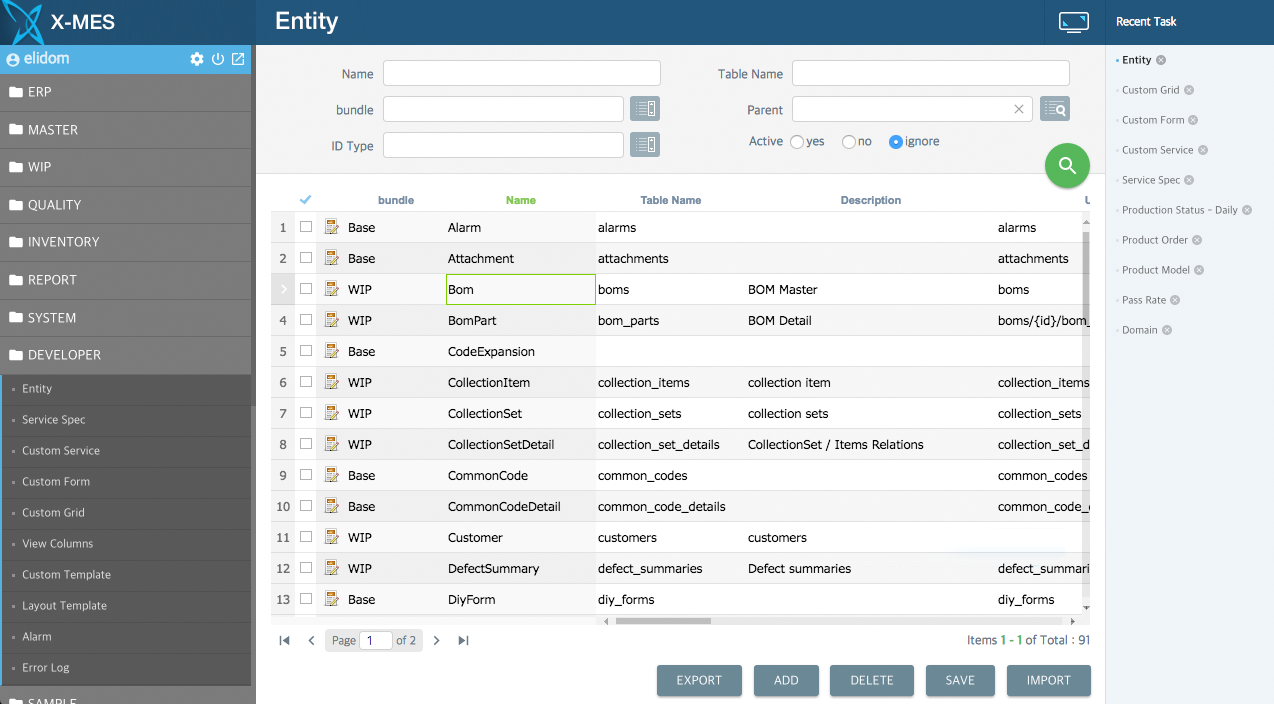 X-MES
Entity
Recent Task
elidom
ERP
MASTER
WIP
QUALITY
INVENTORY
REPORT
SYSTEM
DEVELOPER
Entity
Service Spec
Custom Service
Custom Form
Custom Grid
View Columns
Custom Template
Layout Template
Alarm
Error Log
SAMPLE
Name
Table Name
bundle
Parent
ID Type
Active yes no ignore
bundle Name Table Name Description U
1 Base Alarm alarms alarms
2 Base Attachment attachments attachments
WIP Bom boms BOM Master boms
4 WIP BomPart bom_parts BOM Detail boms/{id}/bom_
5 Base CodeExpansion
6 WIP CollectionItem collection_items collection item collection_items
7 WIP CollectionSet collection_sets collection sets collection_sets
8 WIP CollectionSetDetail collection_set_details CollectionSet / Items Relations collection_set_d
9 Base CommonCode common_codes common_codes
10 Base CommonCodeDetail common_code_details common_code_
11 WIP Customer customers customers customers
12 WIP DefectSummary defect_summaries Defect summaries defect_summari
13 Base DiyForm diy_forms diy_forms
Page 1 of 2
Items 1 - 1 of Total : 91
EXPORT
ADD
DELETE
SAVE
IMPORT
Entity
Custom Grid
Custom Form
Custom Service
Service Spec
Production Status - Daily
Product Order
Product Model
Pass Rate
Domain